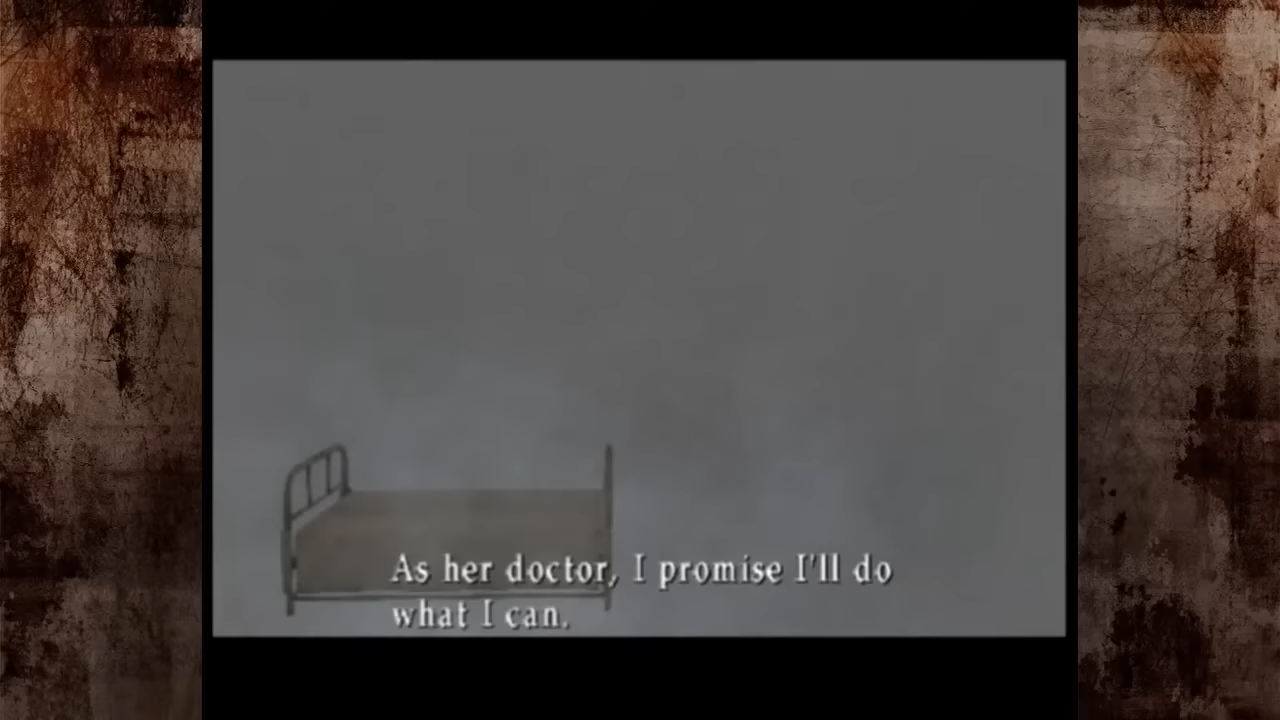 As her doctor, I promise I'll do
what I can.